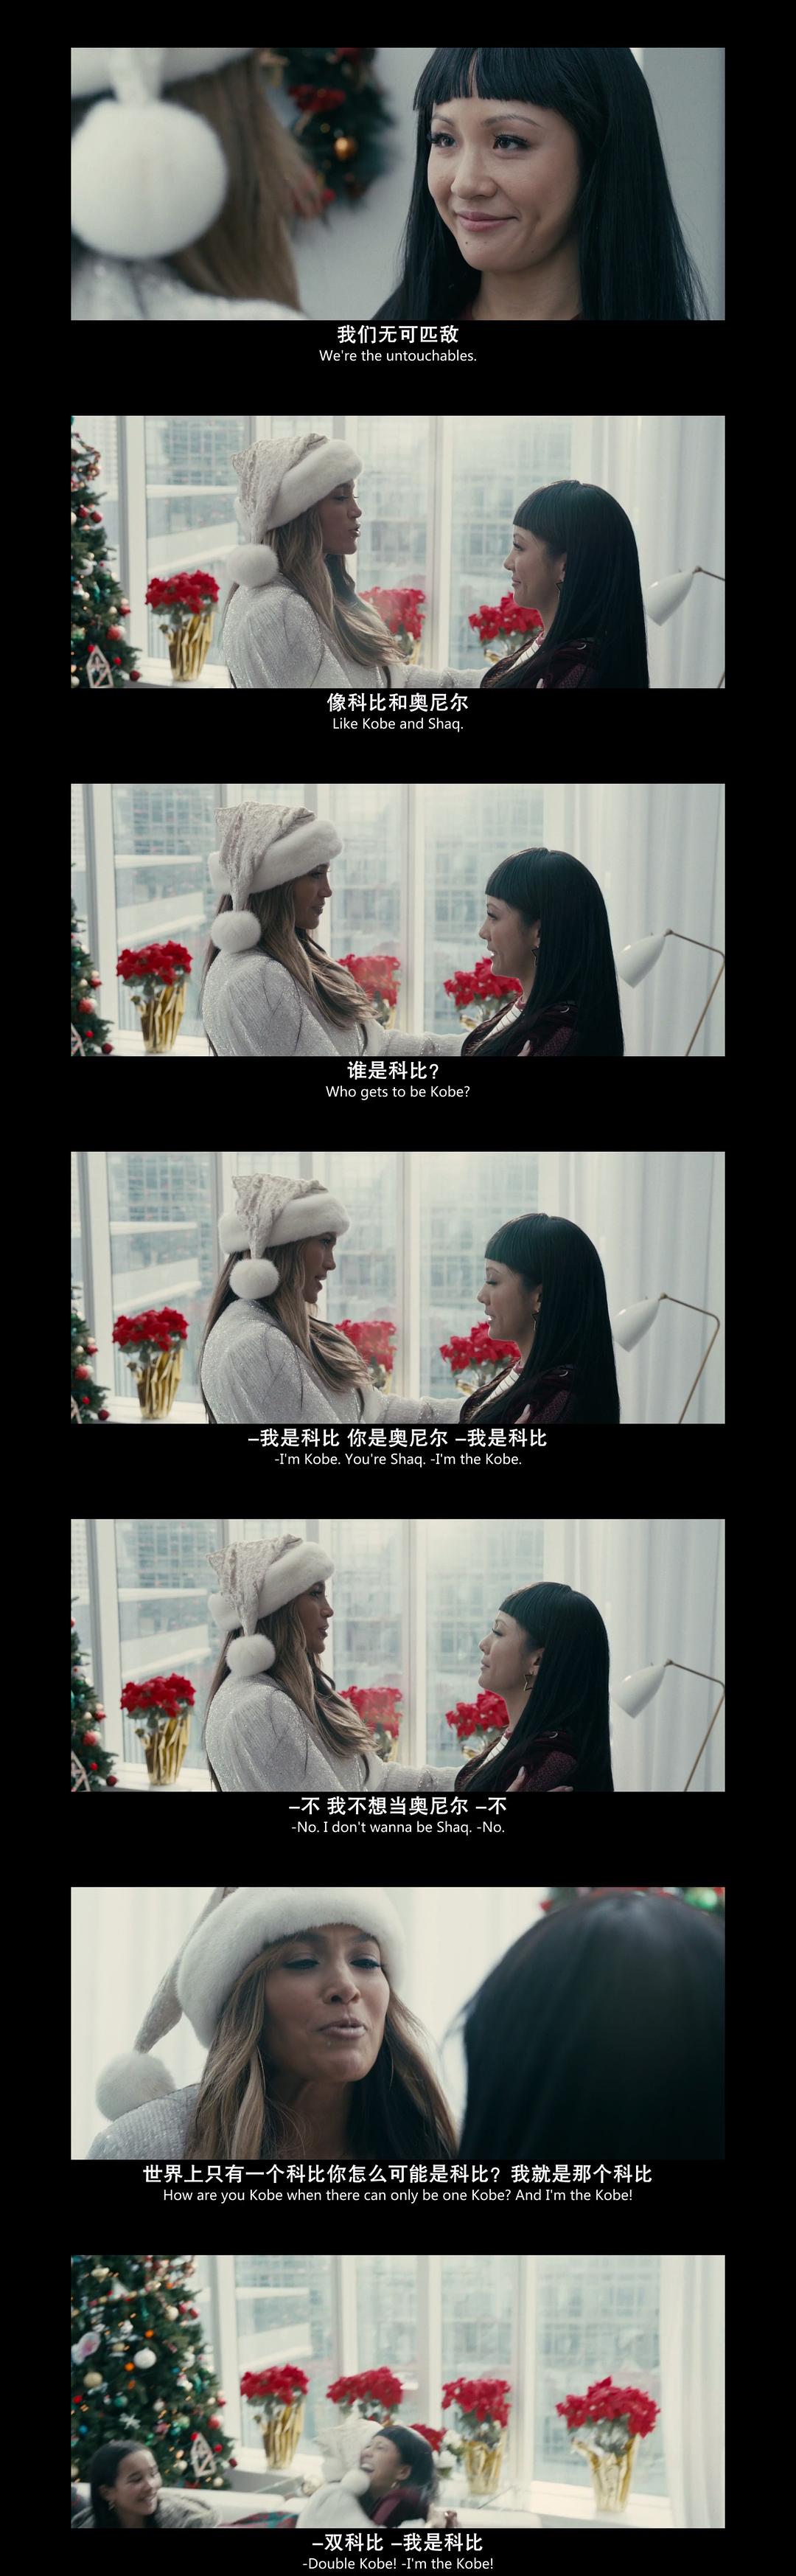 我们无可匹敌
We're the untouchables.
像科比和奥尼尔
Like Kobe and Shaq.
谁是科比？
Who gets to be Kobe?
–我是科比 你是奥尼尔 –我是科比
-I'm Kobe. You're Shaq. -I'm the Kobe.
–不 我不想当奥尼尔 –不
-No. I don't wanna be Shaq. -No.
世界上只有一个科比你怎么可能是科比？我就是那个科比
How are you Kobe when there can only be one Kobe? And I'm the Kobe!
–双科比 –我是科比
-Double Kobe! -I'm the Kobe!